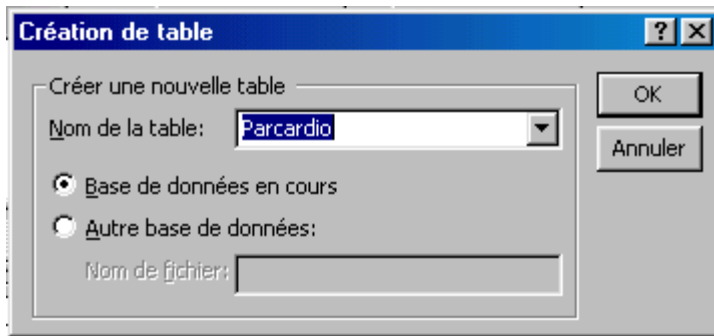 Création de table
Créer une nouvelle table
Nom de la table: Parcardio
Base de données en cours
Autre base de données:
Nom de fichier:
OK
Annuler